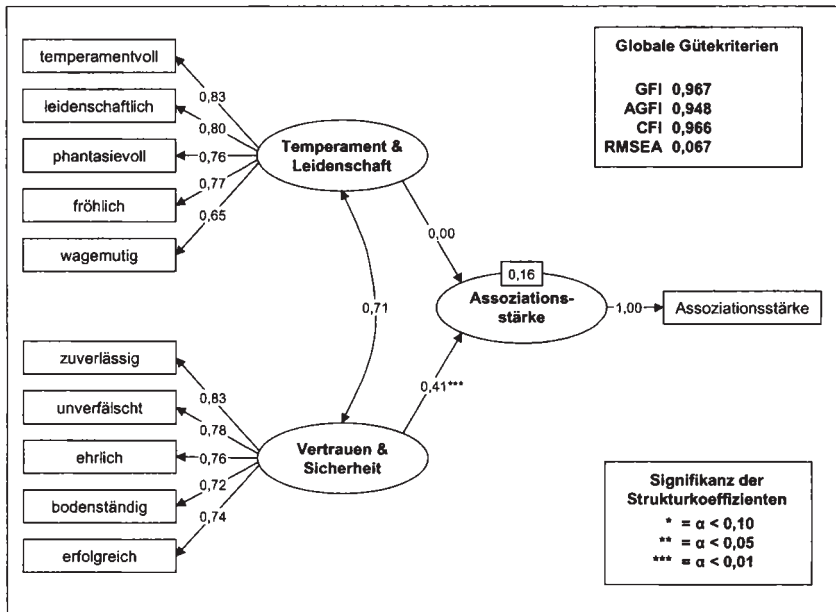 temperamentvoll
leidenschaftlich
phantasievoll
fröhlich
wagemutig
0,83
0,80
0,76
0,77
0,65
Temperament &
Leidenschaft
Globale Gütekriterien
GFI 0,967
AGFI 0,948
CFI 0,966
RMSEA 0,067
0,00
0,71
0,16
Assoziations-
stärke
1,00
Assoziationsstärke
0,41***
zuverlässig
unverfälscht
ehrlich
bodenständig
erfolgreich
0,83
0,78
0,76
0,72
0,74
Vertrauen &
Sicherheit
Signifikanz der
Strukturkoeffizienten
* = α < 0,10
** = α < 0,05
*** = α < 0,01